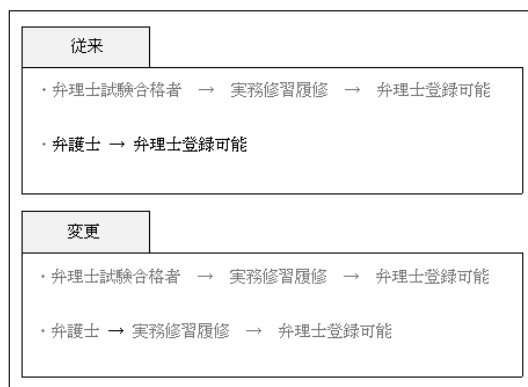 従来
・弁理士試験合格者 → 実務修習履修 → 弁理士登録可能
・弁護士 → 弁理士登録可能
変更
・弁理士試験合格者 → 実務修習履修 → 弁理士登録可能
・弁護士 → 実務修習履修 → 弁理士登録可能